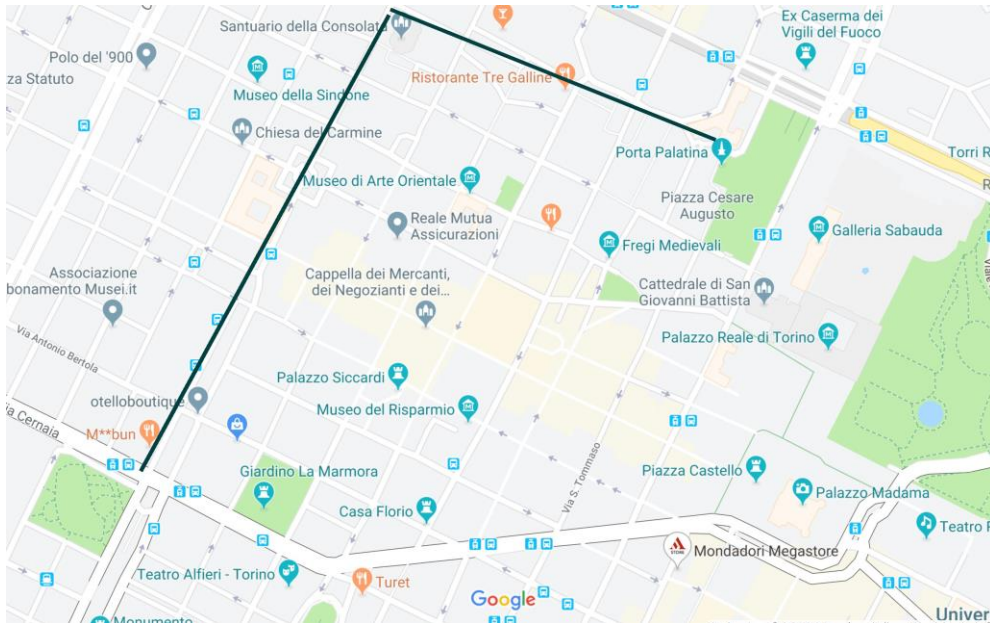 Santuario della Consolata
Ex Caserma dei
Vigili del Fuoco
Polo del '900
za Statuto
Ristorante Tre Galline
Museo della Sindone
Chiesa del Carmine
Porta Palatina
Torri R
Museo di Arte Orientale
Piazza Cesare
Augusto
Reale Mutua
Assicurazioni
Galleria Sabauda
Fregi Medievali
Associazione
bonamento Musei.it
Cappella dei Mercanti,
dei Negozianti e dei...
Cattedrale di San
Giovanni Battista
Viale
Via Antonio Bertola
Palazzo Reale di Torino
Palazzo Siccardi
otelloboutique
Museo del Risparmio
ia Cernaia
M**bun
Giardino La Marmora
Via S. Tommaso
Piazza Castello
Palazzo Madama
Casa Florio
Teatro R
Mondadori Megastore
Teatro Alfieri - Torino
Turet
Google
Monumento
Univer